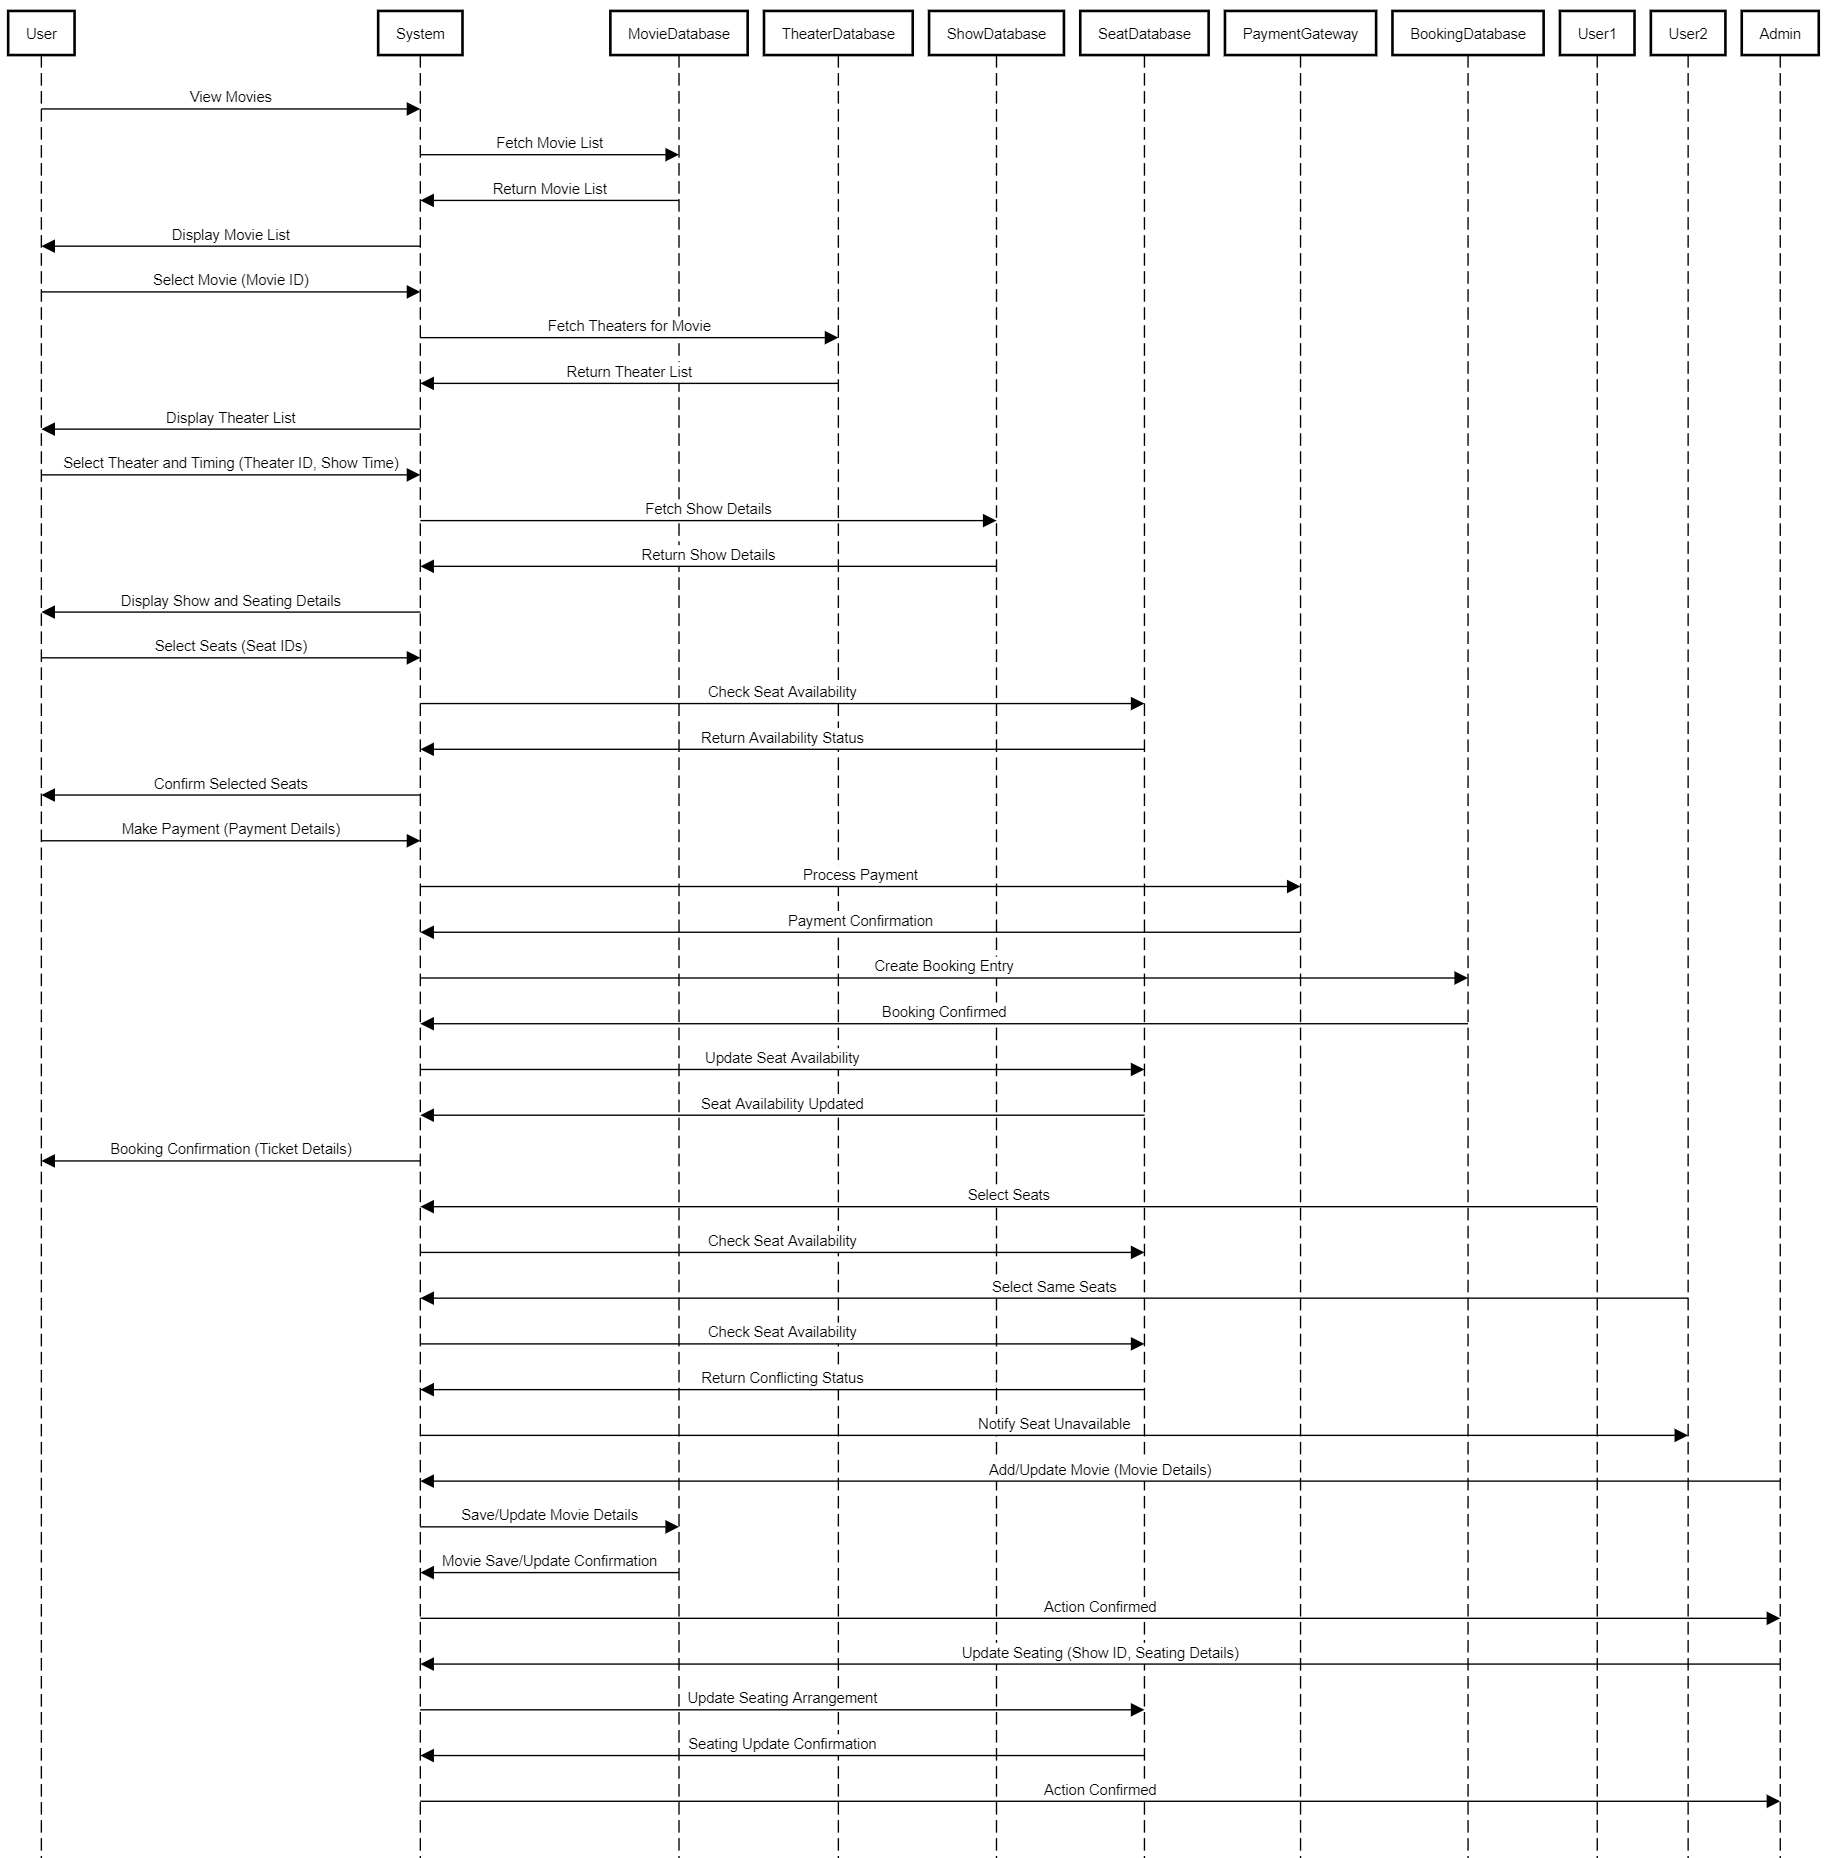 User
System
MovieDatabase
TheaterDatabase
ShowDatabase
SeatDatabase
PaymentGateway
BookingDatabase
User1
User2
Admin
View Movies
Fetch Movie List
Return Movie List
Display Movie List
Select Movie (Movie ID)
Fetch Theaters for Movie
Return Theater List
Display Theater List
Select Theater and Timing (Theater ID, Show Time)
Fetch Show Details
Return Show Details
Display Show and Seating Details
Select Seats (Seat IDs)
Check Seat Availability
Return Availability Status
Confirm Selected Seats
Make Payment (Payment Details)
Process Payment
Payment Confirmation
Create Booking Entry
Booking Confirmed
Update Seat Availability
Seat Availability Updated
Booking Confirmation (Ticket Details)
Select Seats
Check Seat Availability
Select Same Seats
Check Seat Availability
Return Conflicting Status
Notify Seat Unavailable
Add/Update Movie (Movie Details)
Save/Update Movie Details
Movie Save/Update Confirmation
Action Confirmed
Update Seating (Show ID, Seating Details)
Update Seating Arrangement
Seating Update Confirmation
Action Confirmed